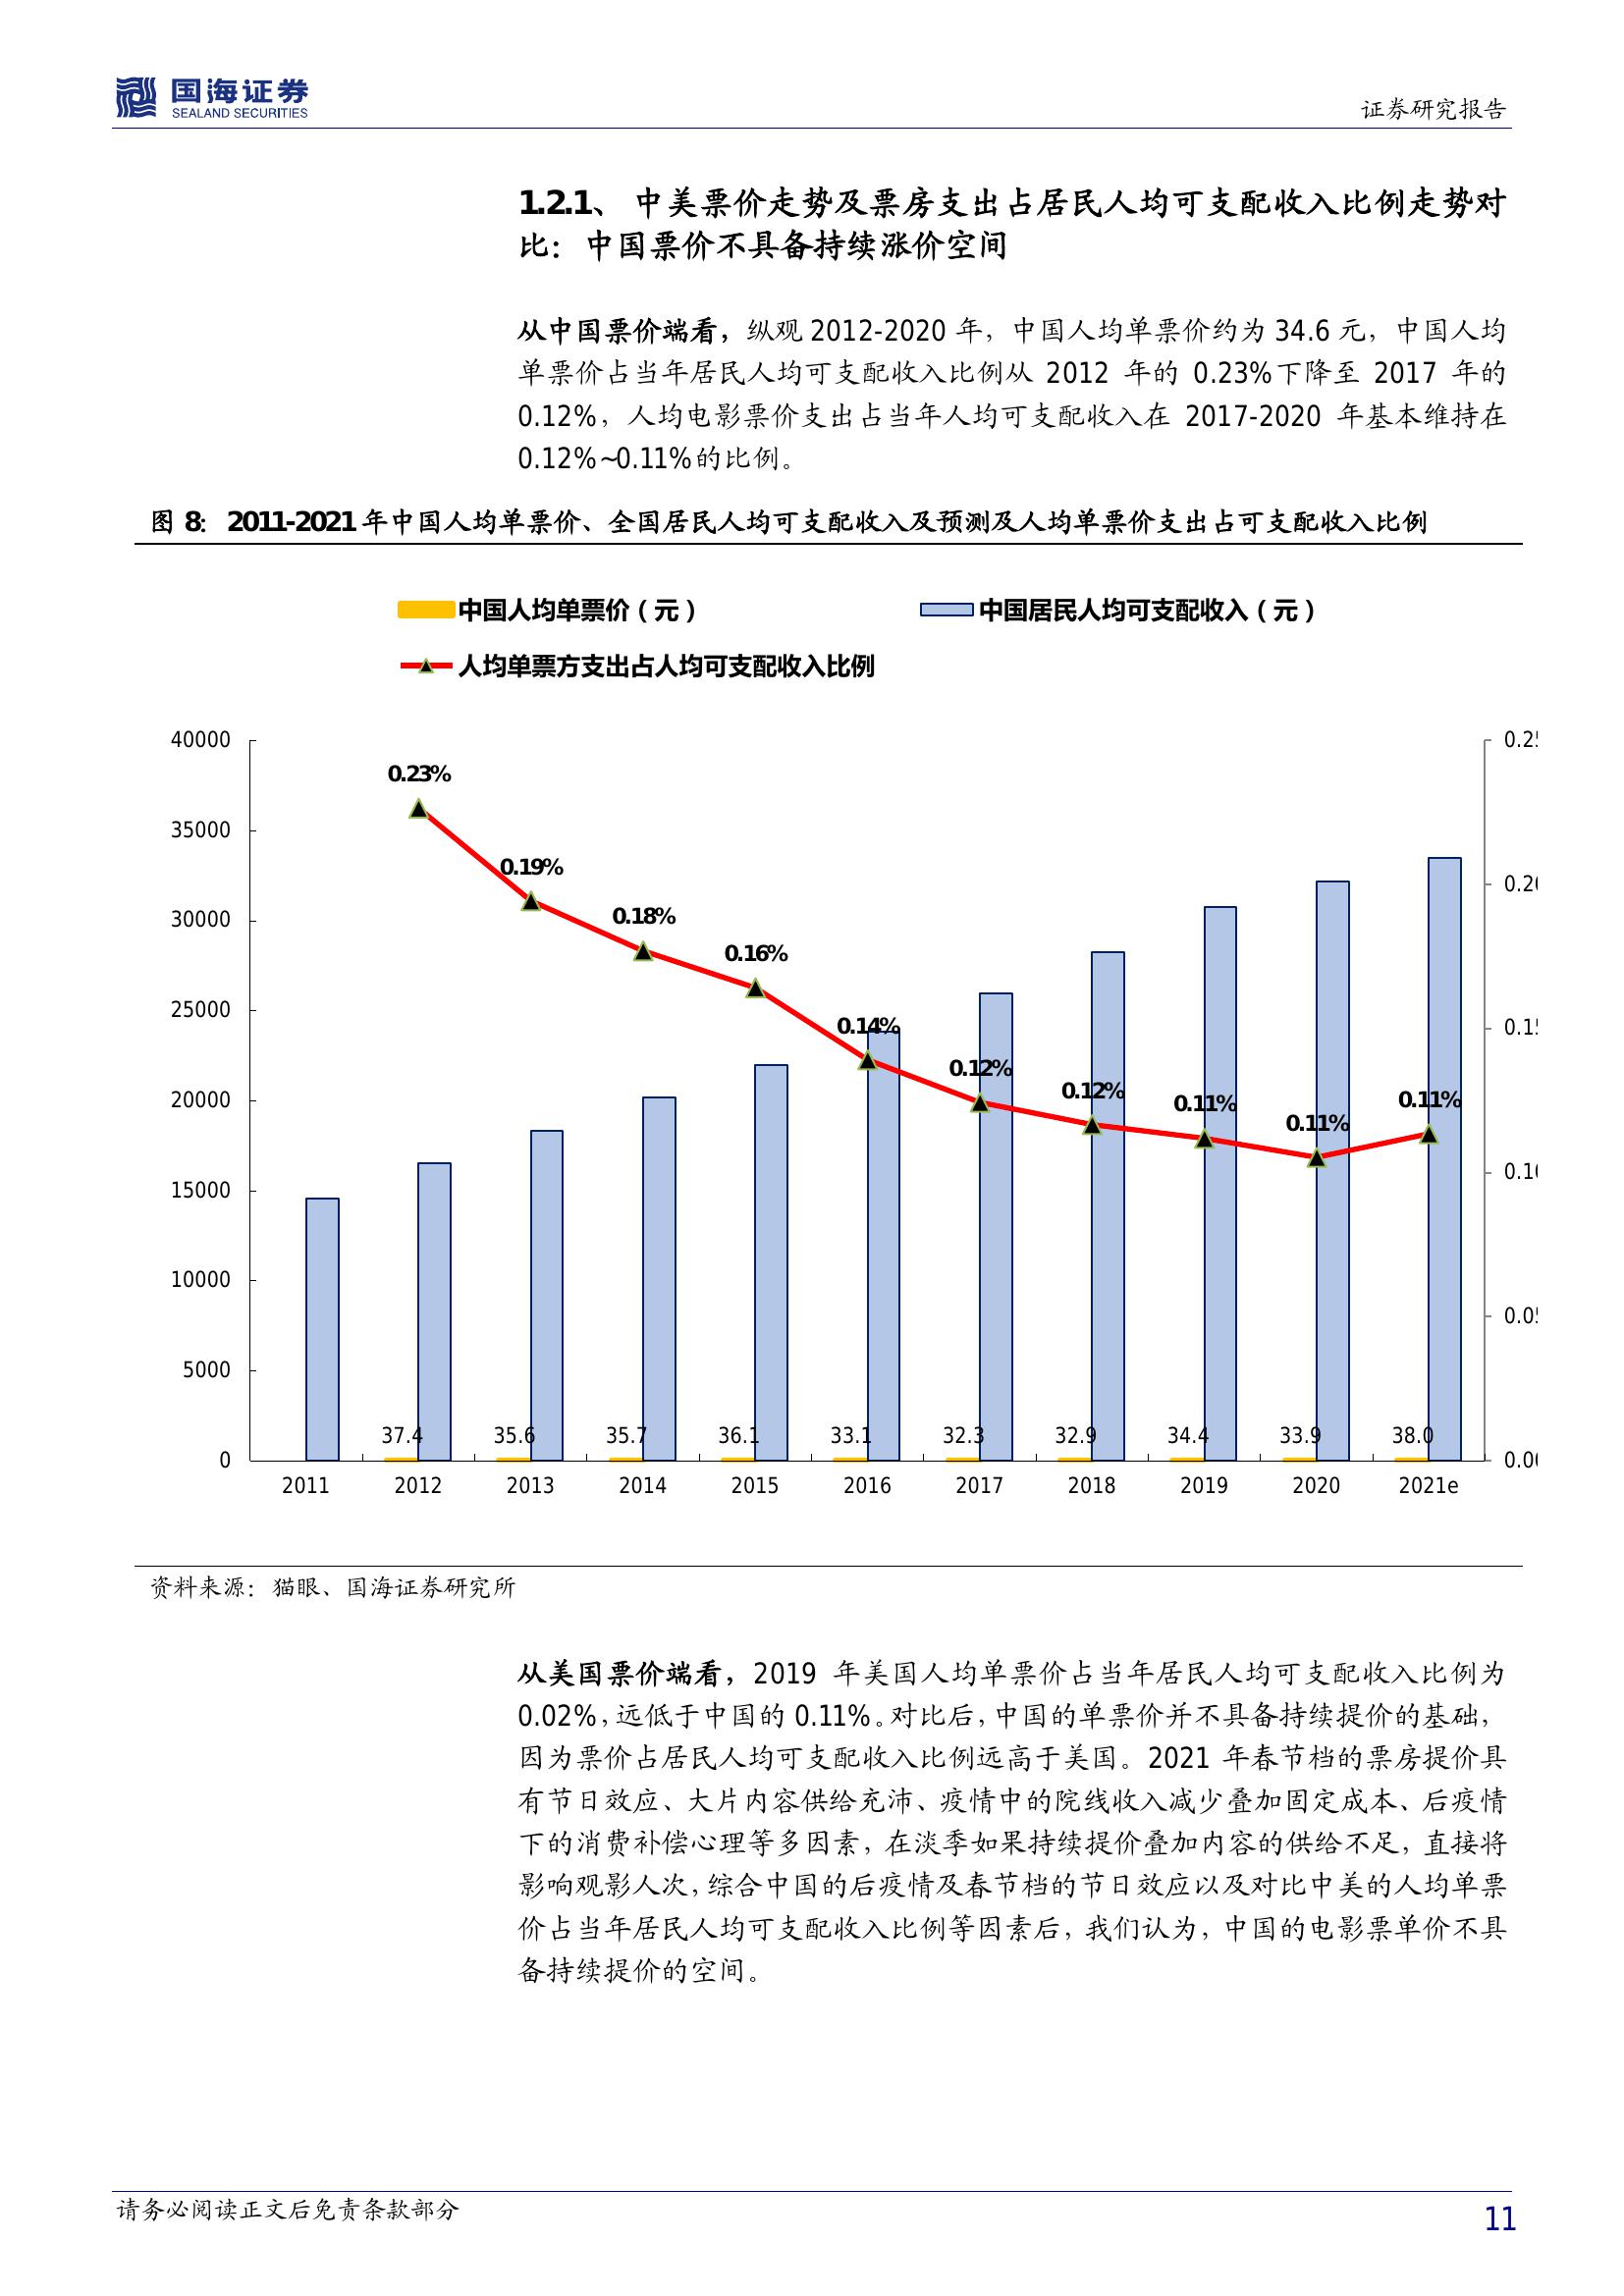 国海证券
SEALAND SECURITIES
证券研究报告
1.2.1、 中美票价走势及票房支出占居民人均可支配收入比例走势对
比：中国票价不具备持续涨价空间
从中国票价端看，纵观 2012-2020 年，中国人均单票价约为 34.6 元，中国人均
单票价占当年居民人均可支配收入比例从 2012 年的 0.23%下降至 2017 年的
0.12%，人均电影票价支出占当年人均可支配收入在 2017-2020 年基本维持在
0.12%~0.11%的比例。
图 8：2011-2021 年中国人均单票价、全国居民人均可支配收入及预测及人均单票价支出占可支配收入比例
中国人均单票价（元） 中国居民人均可支配收入（元）
人均单票方支出占人均可支配收入比例
40000
35000
30000
25000
20000
15000
10000
5000
0
0.23%
0.19%
0.18%
0.16%
0.14%
0.12%
0.12%
0.11%
0.11%
0.11%
37.4 35.6 35.7 36.1 33.1 32.3 32.9 34.4 33.9 38.0
2011 2012 2013 2014 2015 2016 2017 2018 2019 2020 2021e
资料来源：猫眼、国海证券研究所
从美国票价端看，2019 年美国人均单票价占当年居民人均可支配收入比例为
0.02%，远低于中国的 0.11%。对比后，中国的单票价并不具备持续提价的基础，
因为票价占居民人均可支配收入比例远高于美国。2021 年春节档的票房提价具
有节日效应、大片内容供给充沛、疫情中的院线收入减少叠加固定成本、后疫情
下的消费补偿心理等多因素，在淡季如果持续提价叠加内容的供给不足，直接将
影响观影人次，综合中国的后疫情及春节档的节日效应以及对比中美的人均单票
价占当年居民人均可支配收入比例等因素后，我们认为，中国的电影票单价不具
备持续提价的空间。
请务必阅读正文后免责条款部分
11